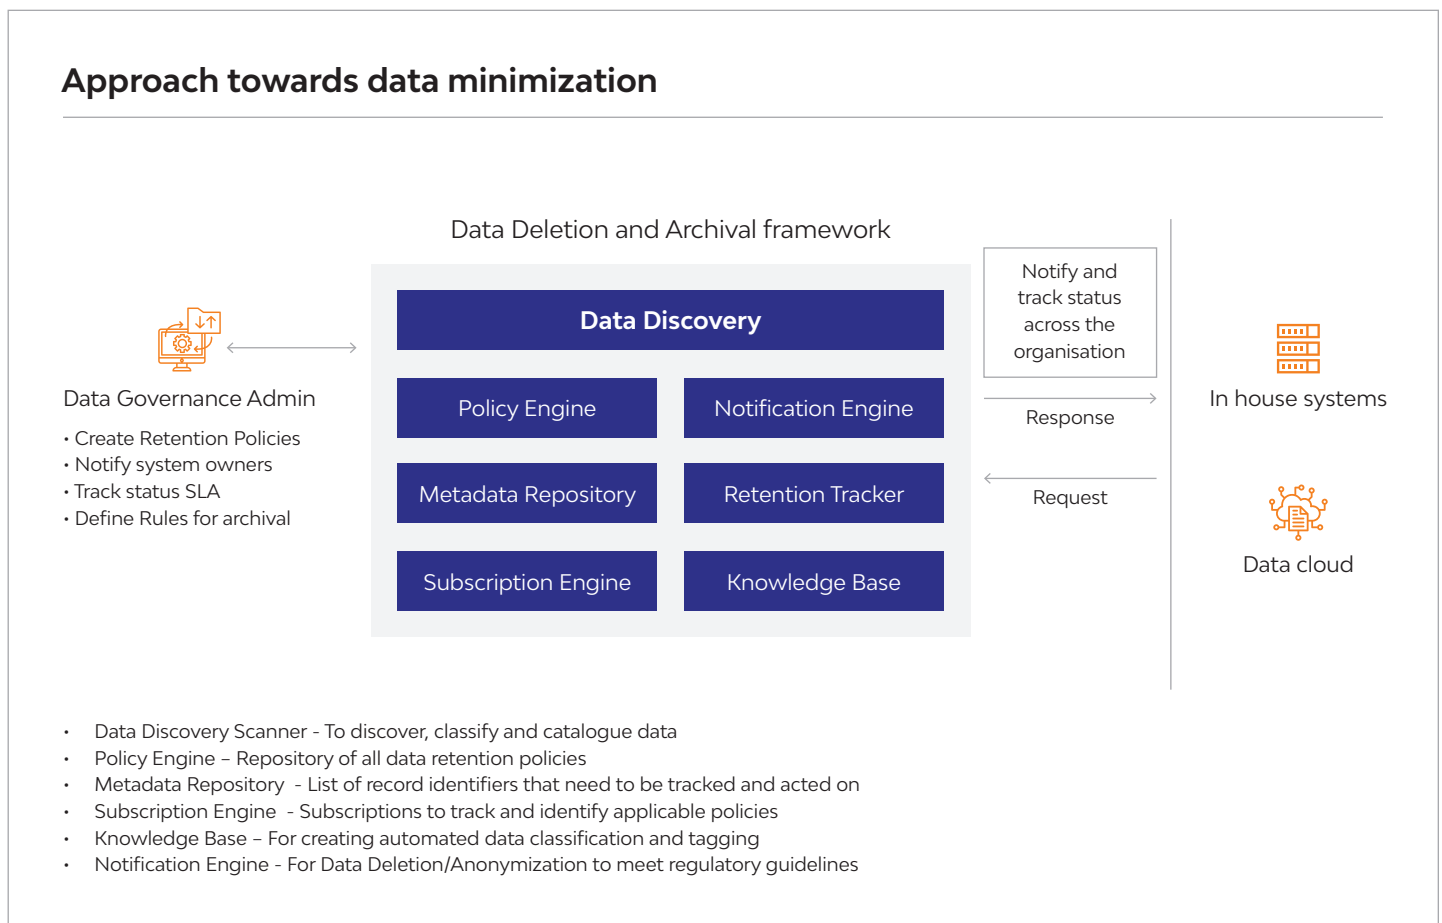 Approach towards data minimization
Data Deletion and Archival framework
Data Governance Admin
• Create Retention Policies
• Notify system owners
• Track status SLA
• Define Rules for archival
Data Discovery
Policy Engine
Notification Engine
Metadata Repository
Retention Tracker
Subscription Engine
Knowledge Base
Notify and
track status
across the
organisation
Response
Request
In house systems
Data cloud
• Data Discovery Scanner - To discover, classify and catalogue data
• Policy Engine – Repository of all data retention policies
• Metadata Repository - List of record identifiers that need to be tracked and acted on
• Subscription Engine - Subscriptions to track and identify applicable policies
• Knowledge Base – For creating automated data classification and tagging
• Notification Engine - For Data Deletion/Anonymization to meet regulatory guidelines